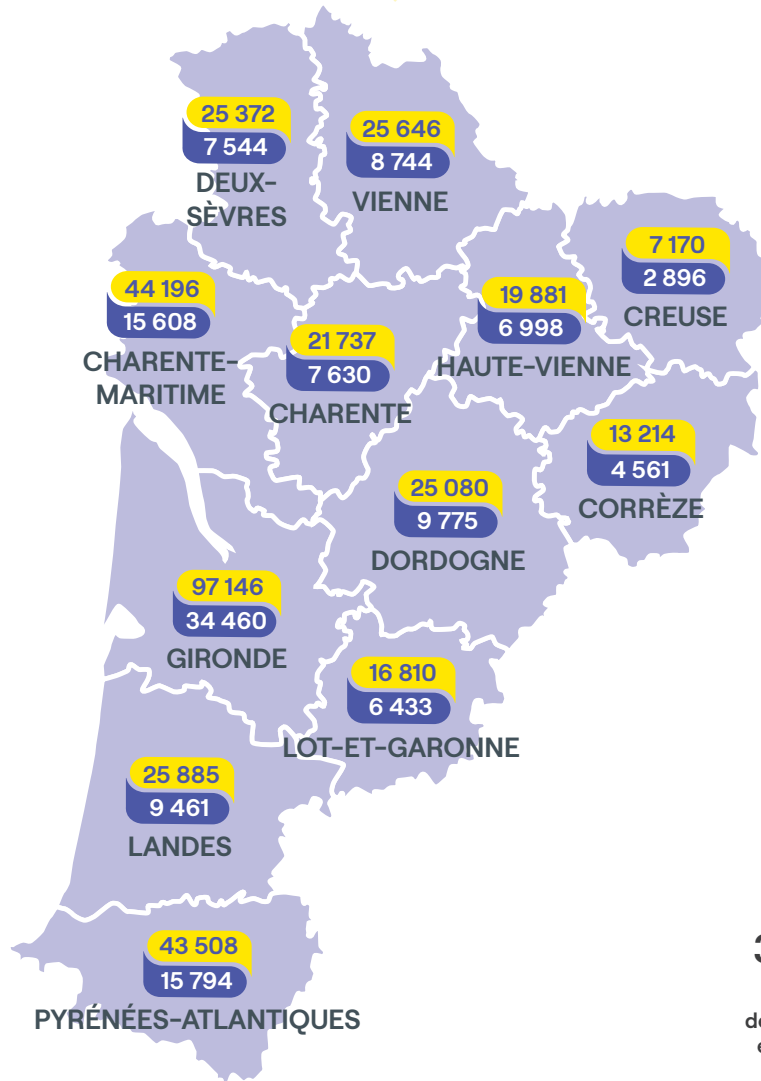 25 372
7 544
DEUX-
SÈVRES
25 646
8 744
VIENNE
7 170
2 896
CREUSE
44 196
15 608
CHARENTE-
MARITIME
21 737
7 630
CHARENTE
19 881
6 998
HAUTE-VIENNE
13 214
4 561
CORRÈZE
25 080
9 775
DORDOGNE
97 146
34 460
GIRONDE
16 810
6 433
LOT-ET-GARONNE
25 885
9 461
LANDES
43 508
15 794
PYRÉNÉES-ATLANTIQUES